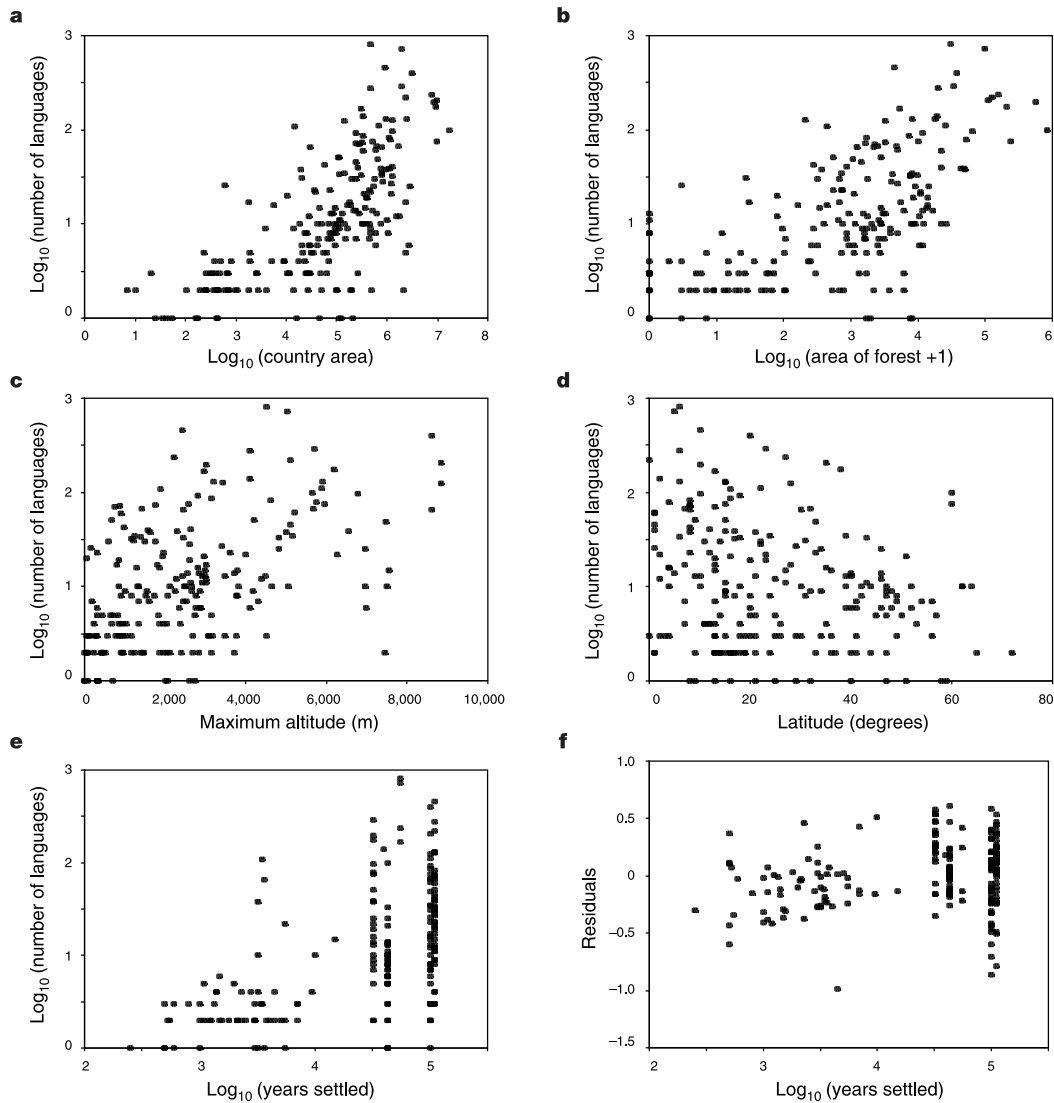 a
Log10 (number of languages)
3
2
1
0
0 1 2 3 4 5 6 7 8
Log10 (country area)
b
Log10 (number of languages)
3
2
1
0
0 1 2 3 4 5 6
Log10 (area of forest +1)
c
Log10 (number of languages)
3
2
1
0
0 2,000 4,000 6,000 8,000 10,000
Maximum altitude (m)
d
Log10 (number of languages)
3
2
1
0
0 20 40 60 80
Latitude (degrees)
e
Log10 (number of languages)
3
2
1
0
2 3 4 5
Log10 (years settled)
f
Residuals
1.0
0.5
0
–0.5
–1.0
–1.5
2 3 4 5
Log10 (years settled)